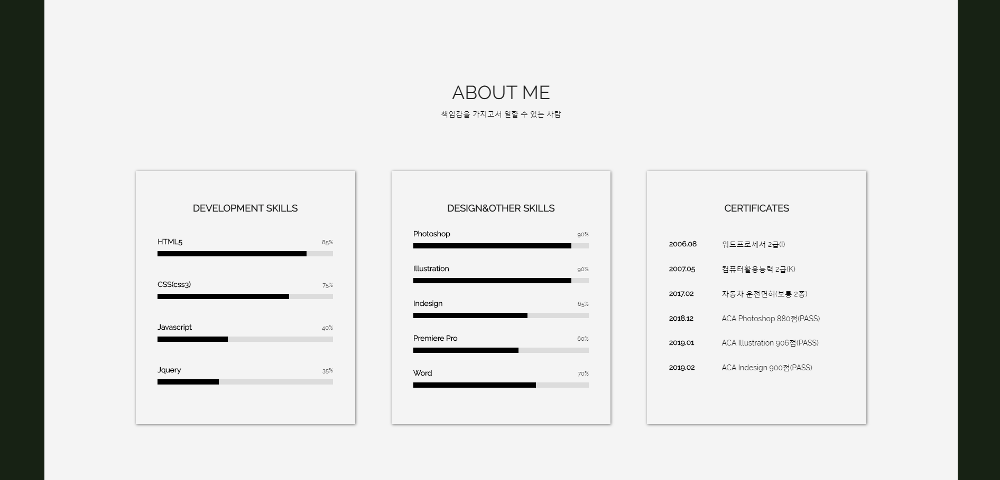 ABOUT ME
책임감을 가지고서 일할 수 있는 사람
DEVELOPMENT SKILLS
HTML5 85%
CSS(css3) 75%
Javascript 40%
Jquery 35%
DESIGN&OTHER SKILLS
Photoshop 90%
Illustration 90%
Indesign 65%
Premiere Pro 60%
Word 70%
CERTIFICATES
2006.08 워드프로세서 2급(I)
2007.05 컴퓨터활용능력 2급(K)
2017.02 자동차 운전면허(보통 2종)
2018.12 ACA Photoshop 880점(PASS)
2019.01 ACA Illustration 906점(PASS)
2019.02 ACA Indesign 900점(PASS)